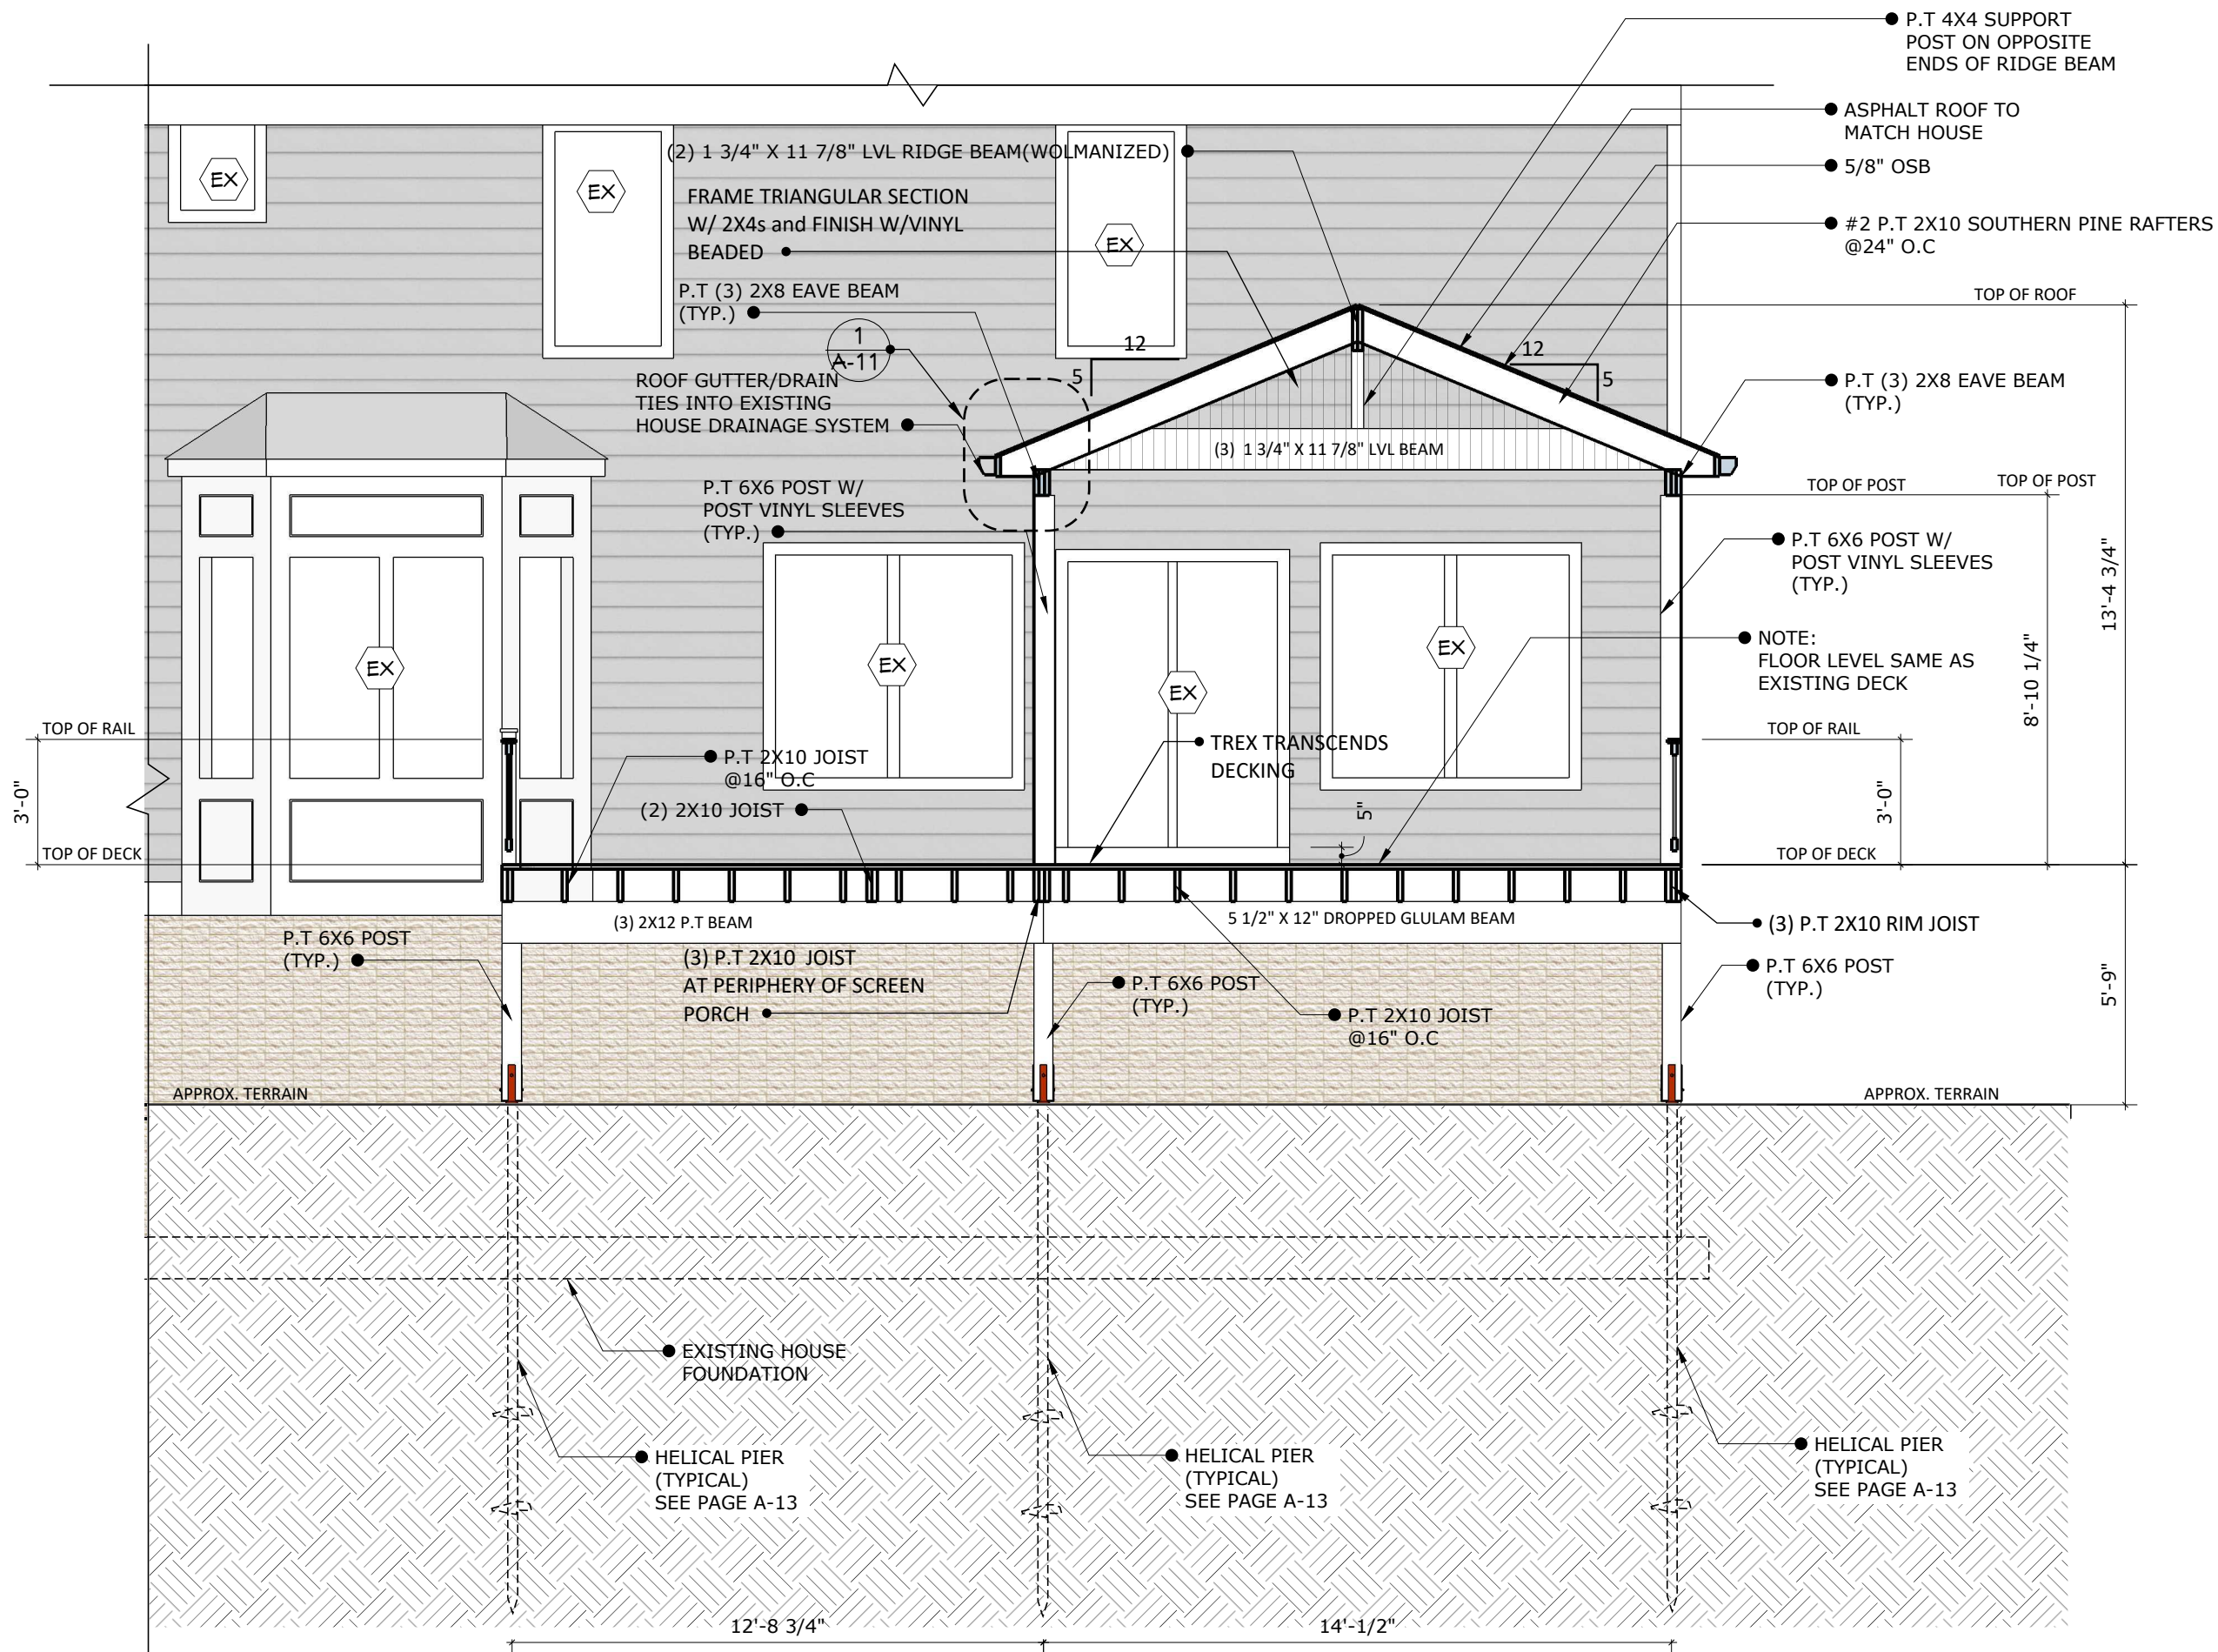 P.T 4X4 SUPPORT
POST ON OPPOSITE
ENDS OF RIDGE BEAM
ASPHALT ROOF TO
MATCH HOUSE
5/8" OSB
#2 P.T 2X10 SOUTHERN PINE RAFTERS
@24" O.C
(2) 1 3/4" X 11 7/8" LVL RIDGE BEAM(WOLMANIZED)
EX
EX
EX
FRAME TRIANGULAR SECTION
W/ 2X4s and FINISH W/VINYL
BEADED
P.T (3) 2X8 EAVE BEAM
(TYP.)
TOP OF ROOF
1
A-11
12
5
12
5
ROOF GUTTER/DRAIN
TIES INTO EXISTING
HOUSE DRAINAGE SYSTEM
P.T (3) 2X8 EAVE BEAM
(TYP.)
(3) 1 3/4" X 11 7/8" LVL BEAM
P.T 6X6 POST W/
POST VINYL SLEEVES
(TYP.)
TOP OF POST
TOP OF POST
P.T 6X6 POST W/
POST VINYL SLEEVES
(TYP.)
13'-4 3/4"
8'-10 1/4"
NOTE:
FLOOR LEVEL SAME AS
EXISTING DECK
EX
EX
EX
EX
TOP OF RAIL
TOP OF RAIL
3'-0"
3'-0"
P.T 2X10 JOIST
@16" O.C
(2) 2X10 JOIST
TREX TRANSCENDS
DECKING
5"
TOP OF DECK
TOP OF DECK
(3) 2X12 P.T BEAM
5 1/2" X 12" DROPPED GLULAM BEAM
(3) P.T 2X10 RIM JOIST
P.T 6X6 POST
(TYP.)
(3) P.T 2X10 JOIST
AT PERIPHERY OF SCREEN
PORCH
P.T 6X6 POST
(TYP.)
P.T 2X10 JOIST
@16" O.C
P.T 6X6 POST
(TYP.)
5'-9"
APPROX. TERRAIN
APPROX. TERRAIN
EXISTING HOUSE
FOUNDATION
HELICAL PIER
(TYPICAL)
SEE PAGE A-13
HELICAL PIER
(TYPICAL)
SEE PAGE A-13
HELICAL PIER
(TYPICAL)
SEE PAGE A-13
12'-8 3/4"
14'-1/2"